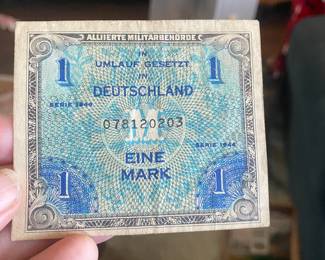 ALLIIERTE MILITÄRBEHÖRDE
1 IN 1
UMLAUF GESETZT
IN
DEUTSCHLAND
SERIE 1944
M
078120203
SERIE 1944
EINE
1 MARK 1